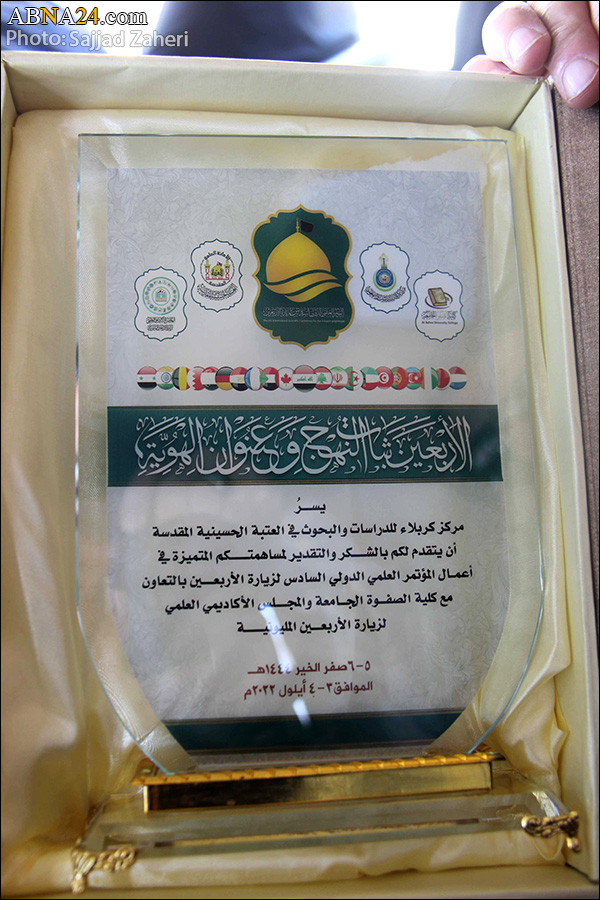 ABNA24.com
Photo: Sajjad Zaheri
الأربعين ثبات النهج وعنوان الهوية
يسرُ
مركز كربلاء للدراسات والبحوث في العتبة الحسينية المقدسة
أن يتقدم لكم بالشكر والتقدير لمساهمتكم المتميزة في
أعمال المؤتمر العلمي الدولي السادس لزيارة الأربعين بالتعاون
مع كلية الصفوة الجامعة والمجلس الأكاديمي العلمي
لزيارة الأربعين المليونية
٥-٦ صفر الخير ١٤٤٤هـ
الموافق ٣-٤ أيلول ٢٠٢٢م